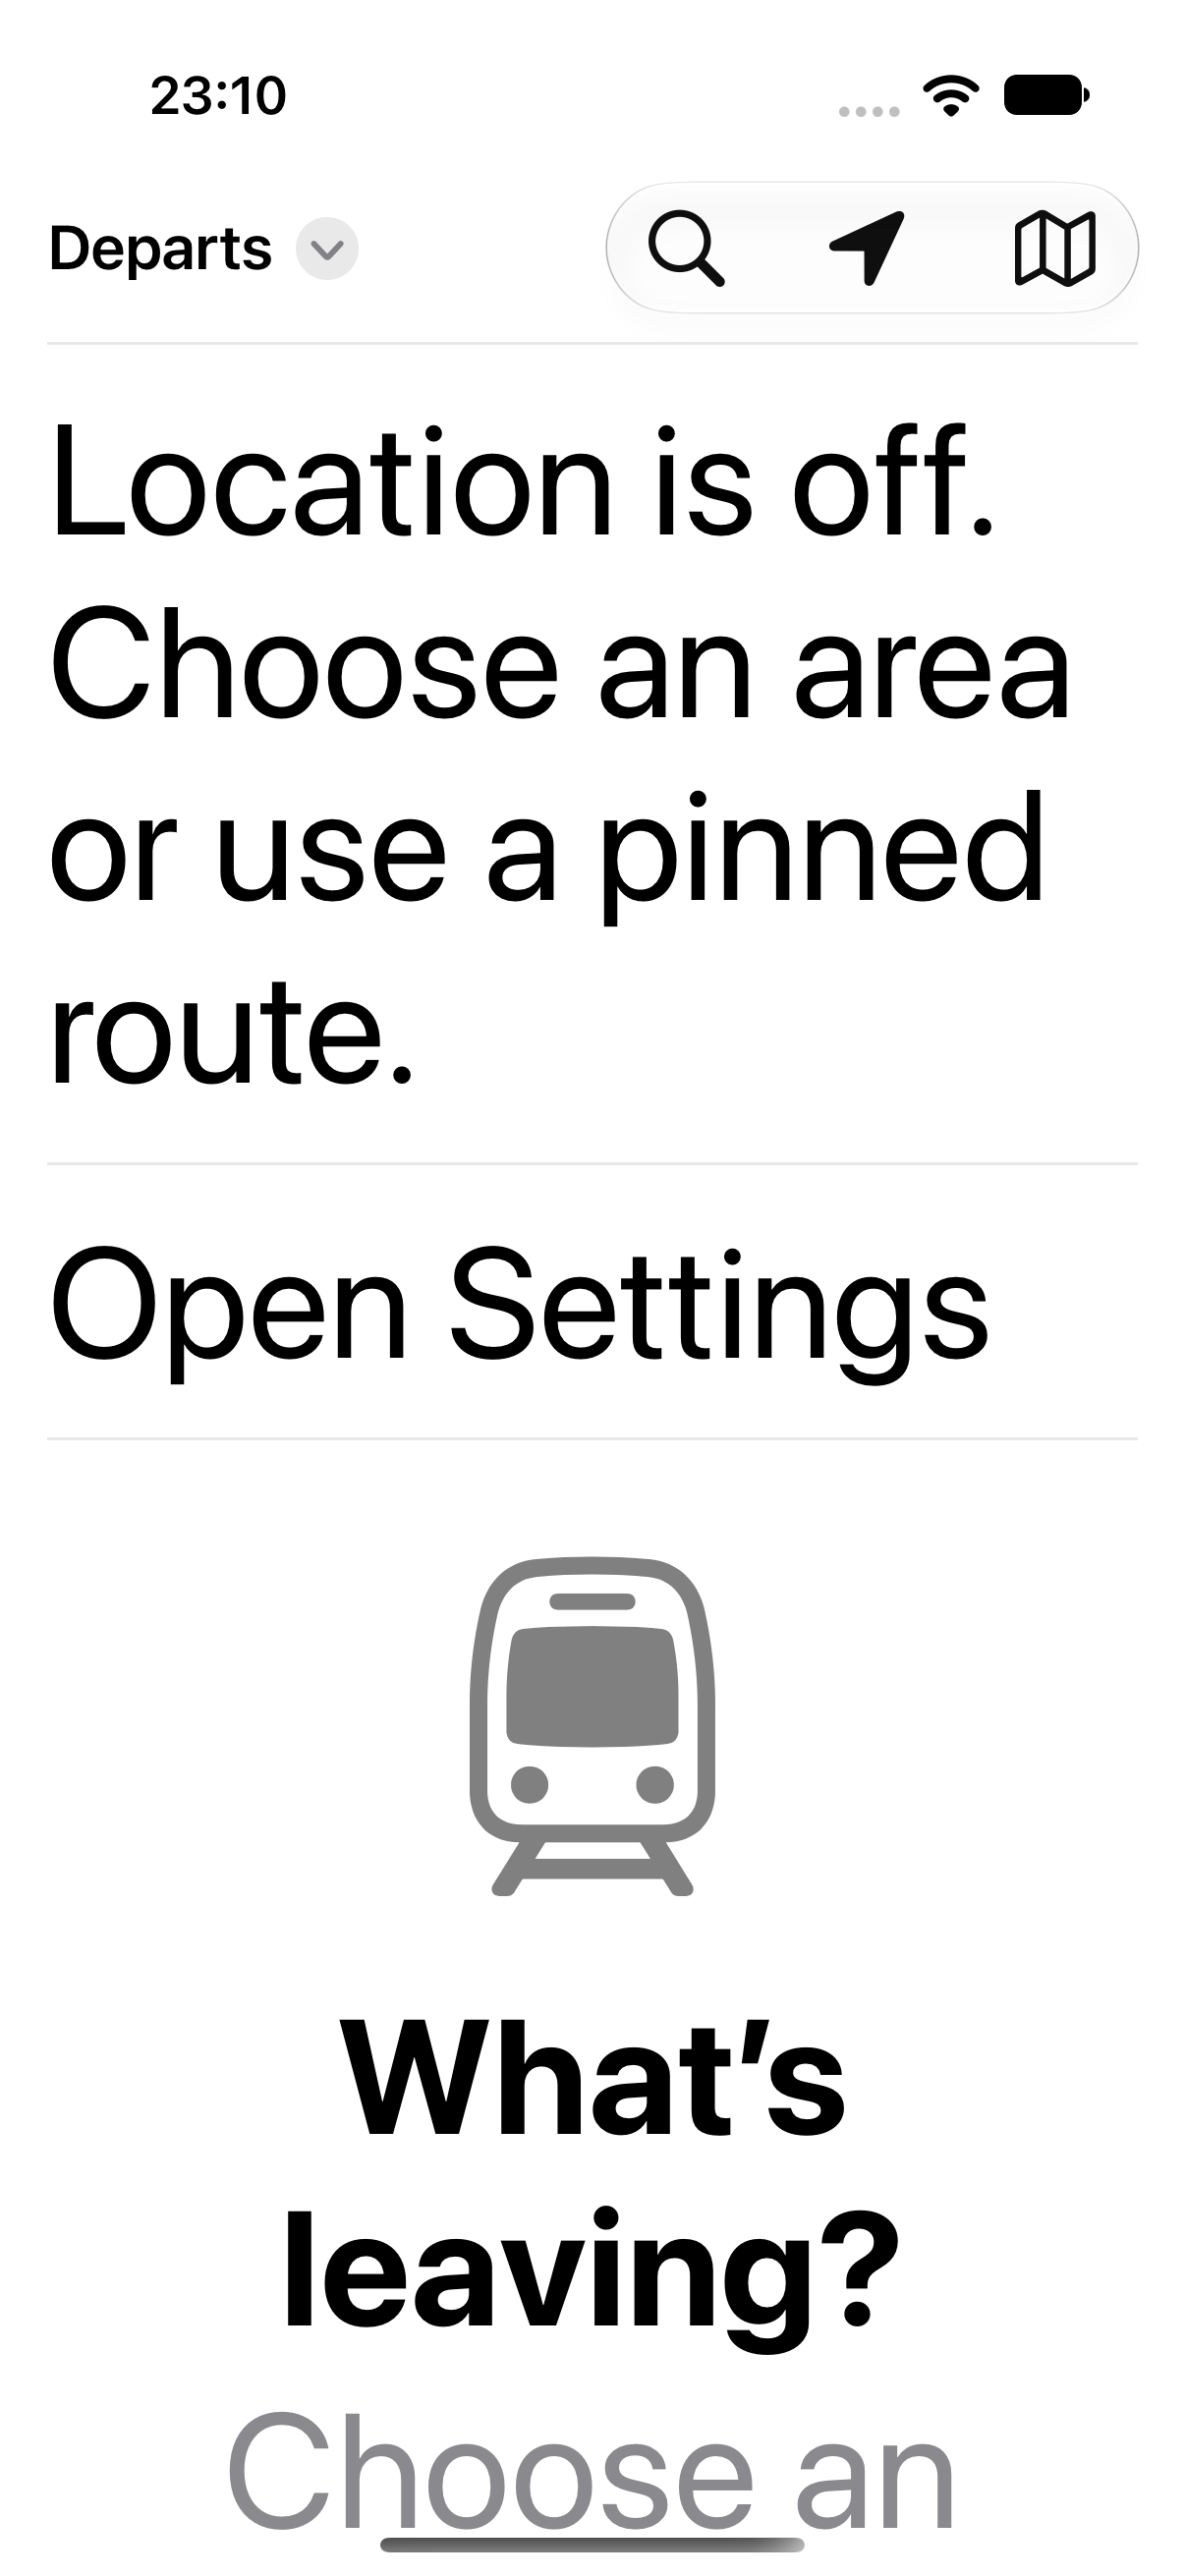 23:10
Departs
Location is off.
Choose an area
or use a pinned
route.
Open Settings
What’s
leaving?
Choose an